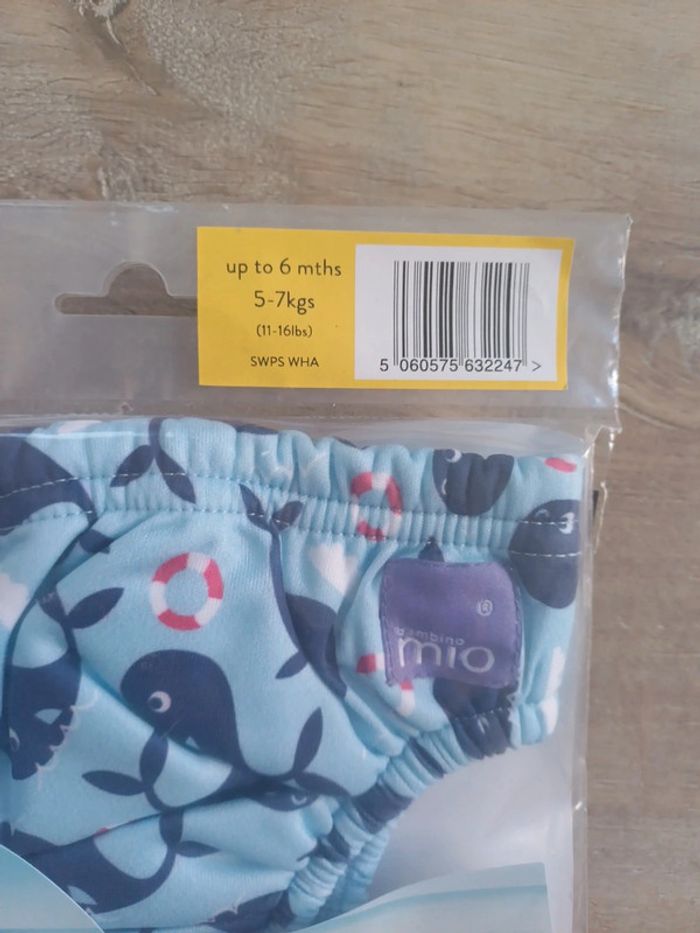 up to 6 mths
5-7kgs
(11-16lbs)
SWPS WHA
5 060575 632247 >
®
bambino
mio